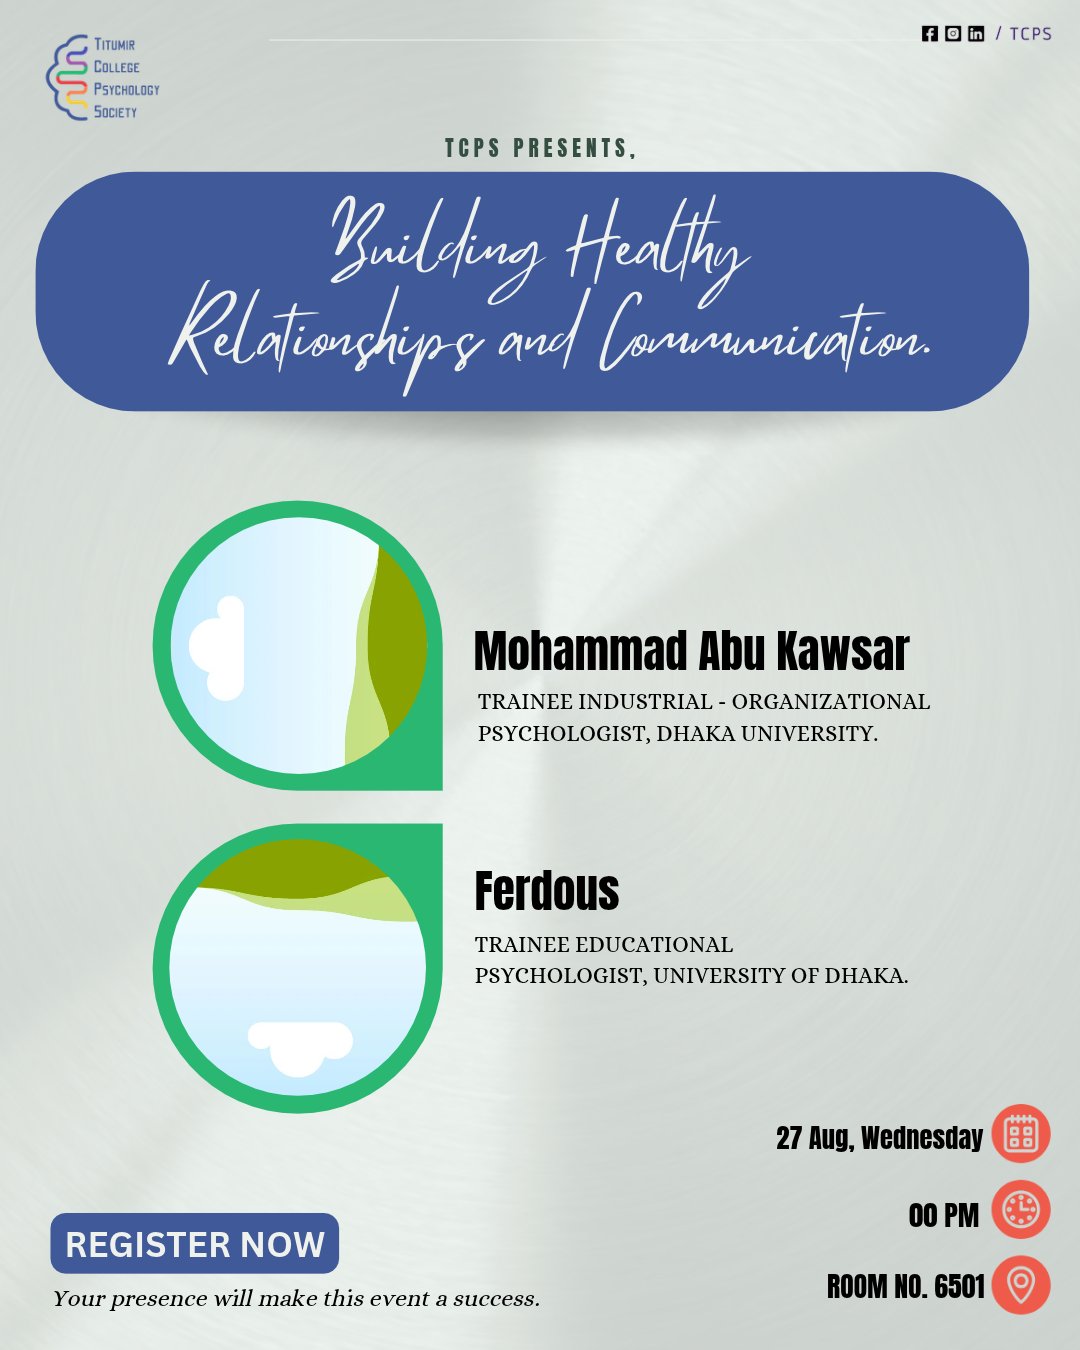 Titumir
College
Psychology
Society
/ TCPS
TCPS PRESENTS,
Building Healthy
Relationships and Communication.
Mohammad Abu Kawsar
TRAINEE INDUSTRIAL - ORGANIZATIONAL
PSYCHOLOGIST, DHAKA UNIVERSITY.
Ferdous
TRAINEE EDUCATIONAL
PSYCHOLOGIST, UNIVERSITY OF DHAKA.
27 Aug, Wednesday
00 PM
ROOM NO. 6501
REGISTER NOW
Your presence will make this event a success.